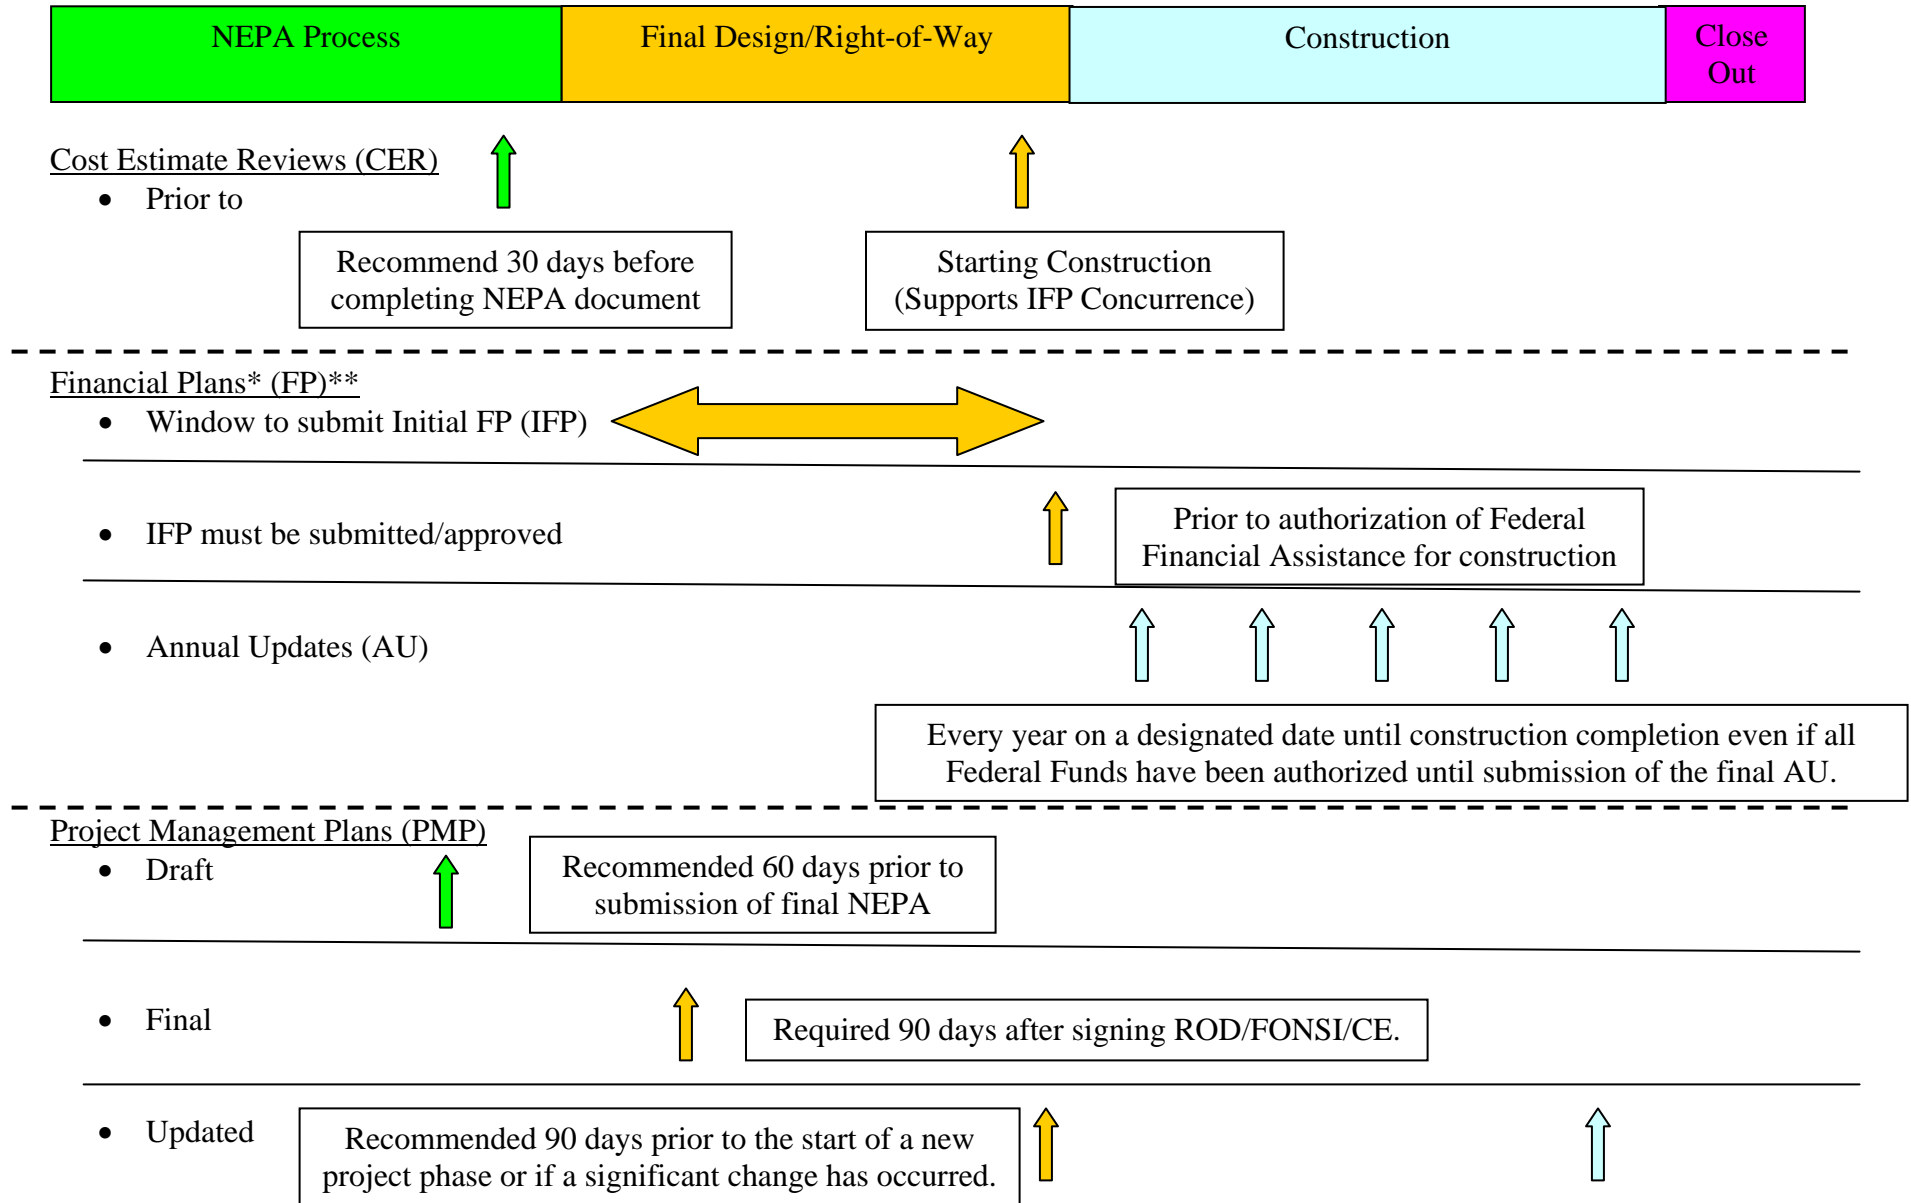 NEPA Process
Final Design/Right-of-Way
Construction
Close
Out
Cost Estimate Reviews (CER)
• Prior to
Recommend 30 days before
completing NEPA document
Starting Construction
(Supports IFP Concurrence)
Financial Plans* (FP)**
• Window to submit Initial FP (IFP)
• IFP must be submitted/approved
Prior to authorization of Federal
Financial Assistance for construction
• Annual Updates (AU)
Every year on a designated date until construction completion even if all
Federal Funds have been authorized until submission of the final AU.
Project Management Plans (PMP)
• Draft
Recommended 60 days prior to
submission of final NEPA
• Final
Required 90 days after signing ROD/FONSI/CE.
• Updated
Recommended 90 days prior to the start of a new
project phase or if a significant change has occurred.